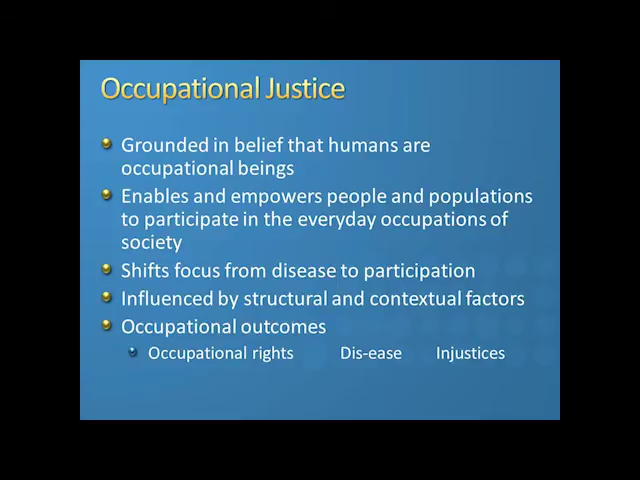 Occupational Justice
Grounded in belief that humans are
occupational beings
Enables and empowers people and populations
to participate in the everyday occupations of
society
Shifts focus from disease to participation
Influenced by structural and contextual factors
Occupational outcomes
Occupational rights Dis-ease Injustices